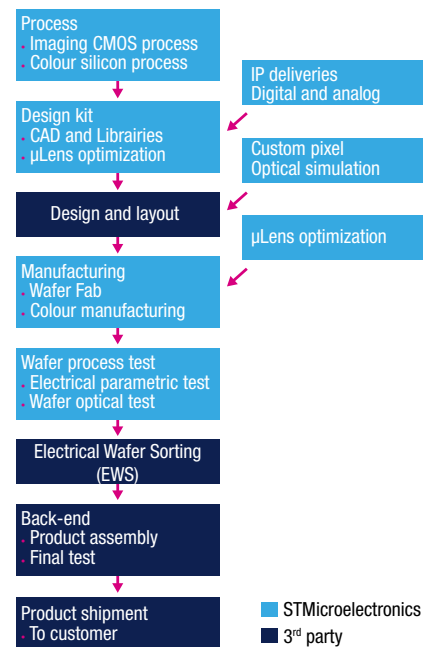 Process
. Imaging CMOS process
. Colour silicon process
IP deliveries
Digital and analog
Design kit
. CAD and Librairies
. µLens optimization
Custom pixel
Optical simulation
Design and layout
µLens optimization
Manufacturing
. Wafer Fab
. Colour manufacturing
Wafer process test
. Electrical parametric test
. Wafer optical test
Electrical Wafer Sorting
(EWS)
Back-end
. Product assembly
. Final test
Product shipment
. To customer
STMicroelectronics
3rd party